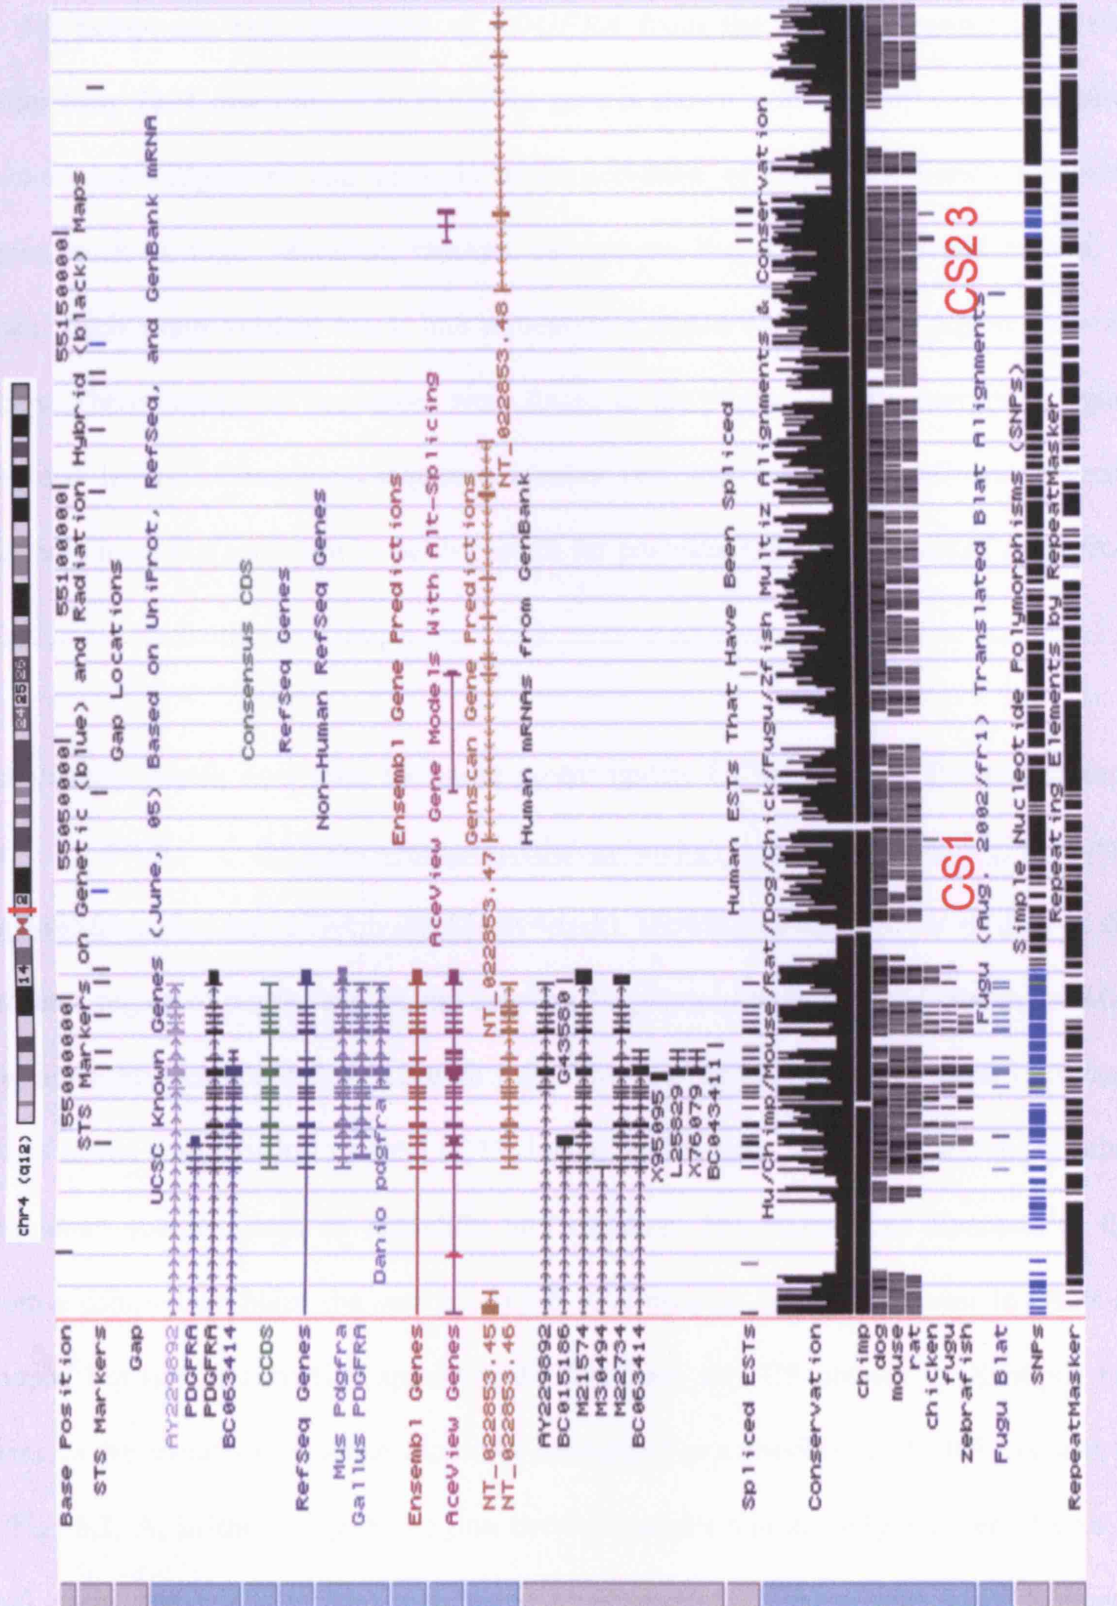 chr4 (q12) 14 12 24 25 26
Base Position 55000000| 55050000| 55100000| 55150000|
STS Markers on Genetic (blue) and Radiation Hybrid (black) Maps
STS Markers
Gap Locations
Gap
UCSC Known Genes (June, 05) Based on UniProt, RefSeq, and GenBank mRNA
AY229892
PDGFRA
PDGFRA
BC063414
Consensus CDS
CCDS
RefSeq Genes
RefSeq Genes
Non-Human RefSeq Genes
Mus Pdgfra
Gallus PDGFRA
Danio pdgfra
Ensembl Gene Predictions
Ensembl Genes
AceView Gene Models With Alt-Splicing
AceView Genes
Genscan Gene Predictions
NT_022853.45 NT_022853.47
NT_022853.46 NT_022853.48
Human mRNAs from GenBank
AY229892
BC015186 G43580
M21574
M30494
M22734
BC063414
X95095
L25829
X76079
BC043411
Human ESTs That Have Been Spliced
Spliced ESTs
Hu/Chimp/Mouse/Rat/Dog/Chick/Fugu/Zfish Multiz Alignments & Conservation
Conservation
chimp
dog
mouse
rat
chicken
fugu
zebrafish
CS1 CS23
Fugu (Aug. 2002/fr1) Translated Blat Alignments
Fugu Blat
Simple Nucleotide Polymorphisms (SNPs)
SNPs
Repeating Elements by RepeatMasker
RepeatMasker